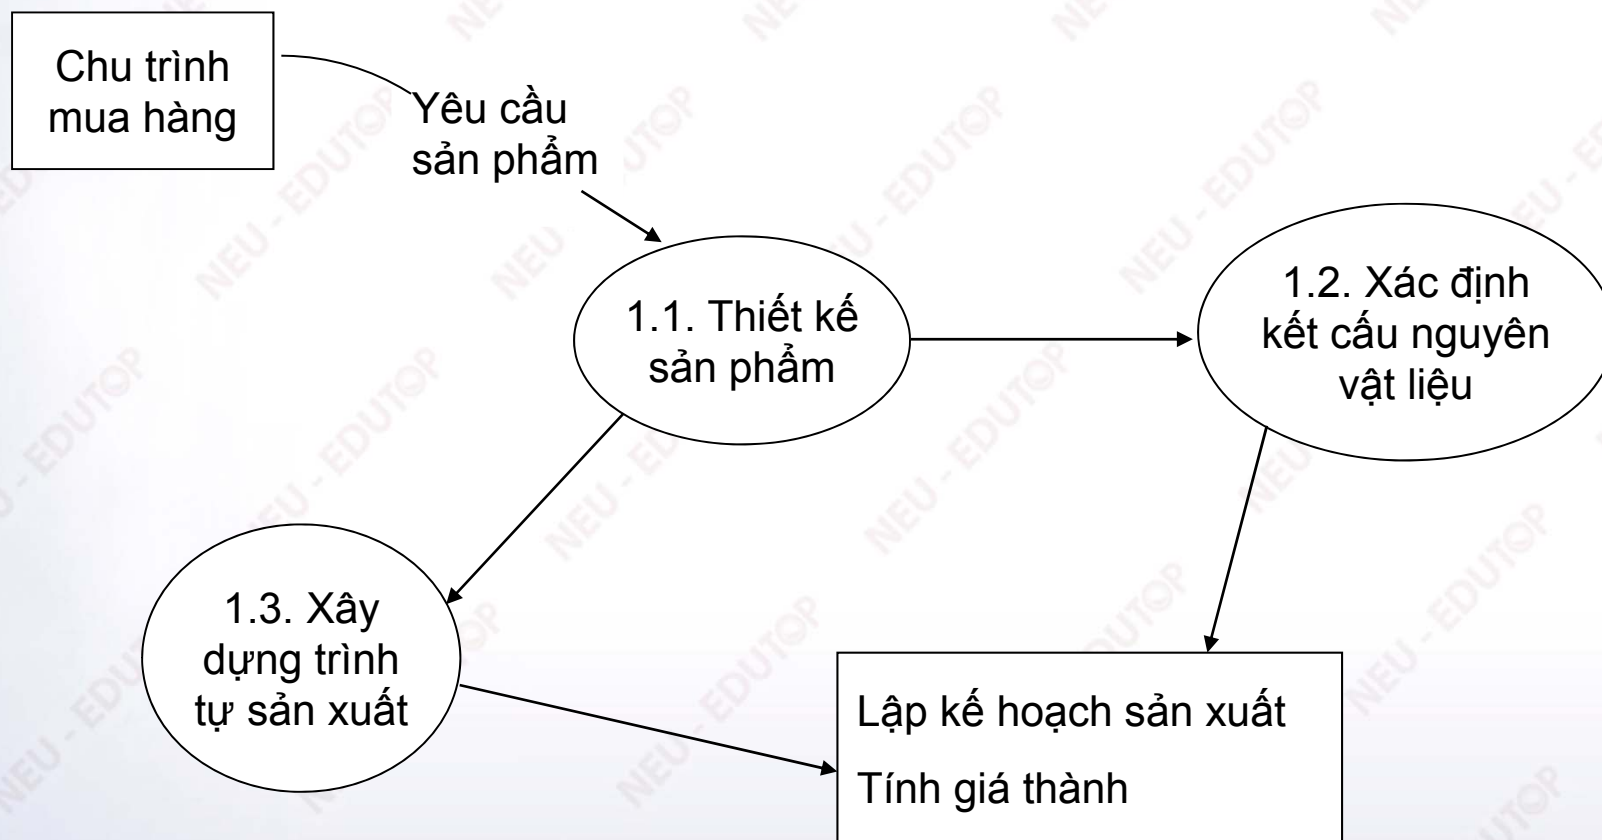 Chu trình
mua hàng
Yêu cầu
sản phẩm
1.1. Thiết kế
sản phẩm
1.2. Xác định
kết cấu nguyên
vật liệu
1.3. Xây
dựng trình
tự sản xuất
Lập kế hoạch sản xuất
Tính giá thành
NEU - EDUTOP